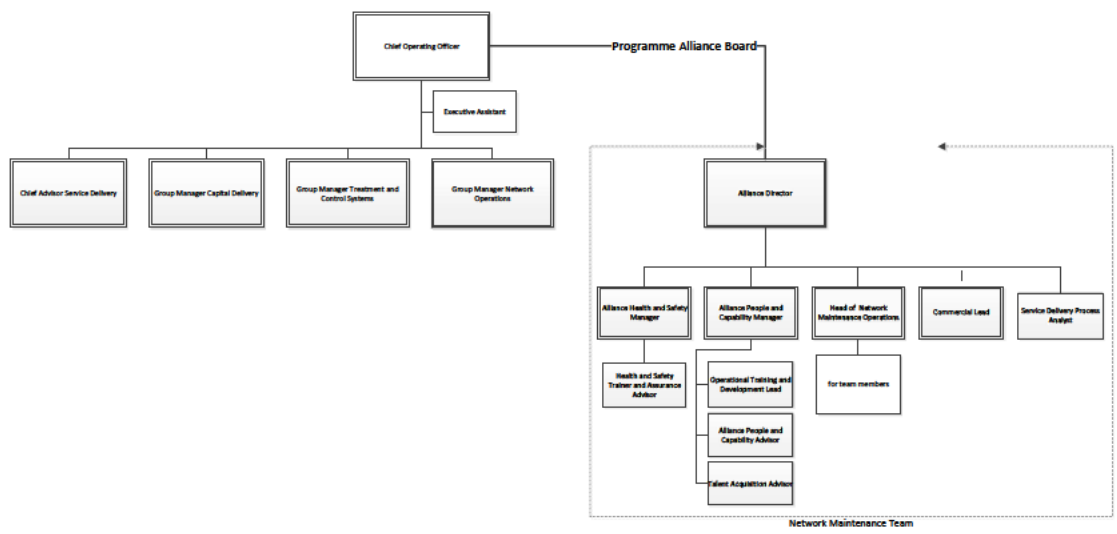 Chief Operating Officer
Programme Alliance Board
Executive Assistant
Chief Advisor Service Delivery
Group Manager Capital Delivery
Group Manager Treatment and
Control Systems
Group Manager Network
Operations
Alliance Director
Alliance Health and Safety
Manager
Alliance People and
Capability Manager
Head of Network
Maintenance Operations
Commercial Lead
Service Delivery Process
Analyst
Health and Safety
Trainer and Assurance
Advisor
Operational Training and
Development Lead
for team members
Alliance People and
Capability Advisor
Talent Acquisition Advisor
Network Maintenance Team